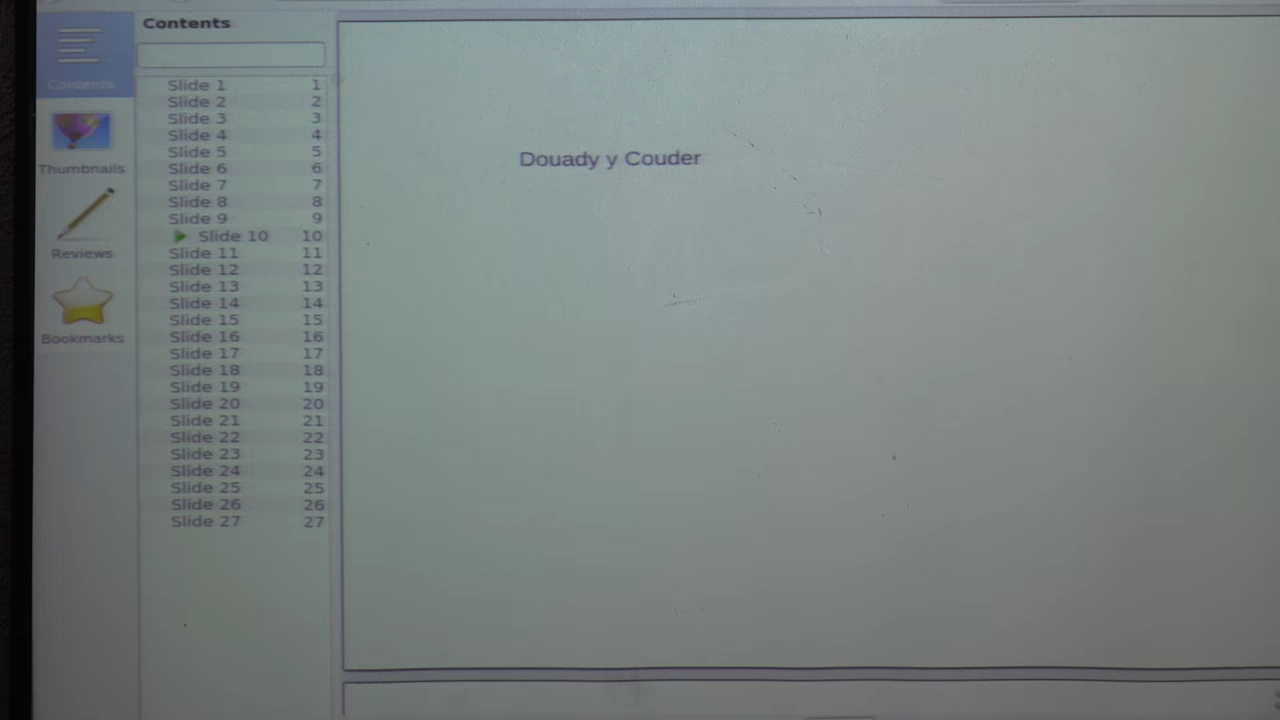 Contents
Contents
Thumbnails
Reviews
Bookmarks
Slide 1 1
Slide 2 2
Slide 3 3
Slide 4 4
Slide 5 5
Slide 6 6
Slide 7 7
Slide 8 8
Slide 9 9
Slide 10 10
Slide 11 11
Slide 12 12
Slide 13 13
Slide 14 14
Slide 15 15
Slide 16 16
Slide 17 17
Slide 18 18
Slide 19 19
Slide 20 20
Slide 21 21
Slide 22 22
Slide 23 23
Slide 24 24
Slide 25 25
Slide 26 26
Slide 27 27
Douady y Couder